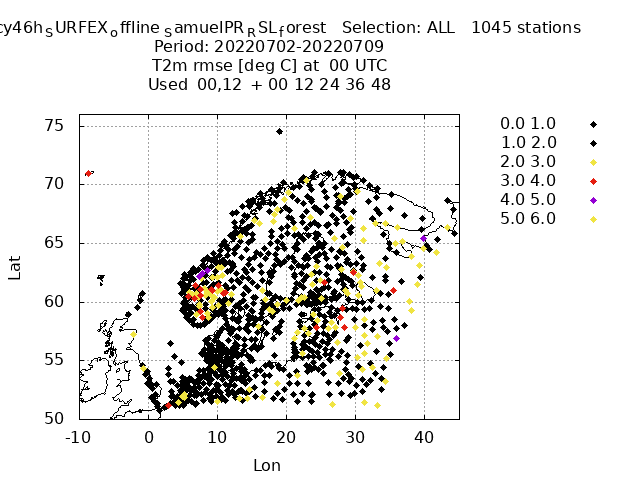 cy46h_SURFEX_offline_SamuelPR_RSL_forest Selection: ALL 1045 stations
Period: 20220702-20220709
T2m rmse [deg C] at 00 UTC
Used 00,12 + 00 12 24 36 48
0.0 1.0
1.0 2.0
2.0 3.0
3.0 4.0
4.0 5.0
5.0 6.0
75
70
65
60
55
50
Lat
-10 0 10 20 30 40
Lon